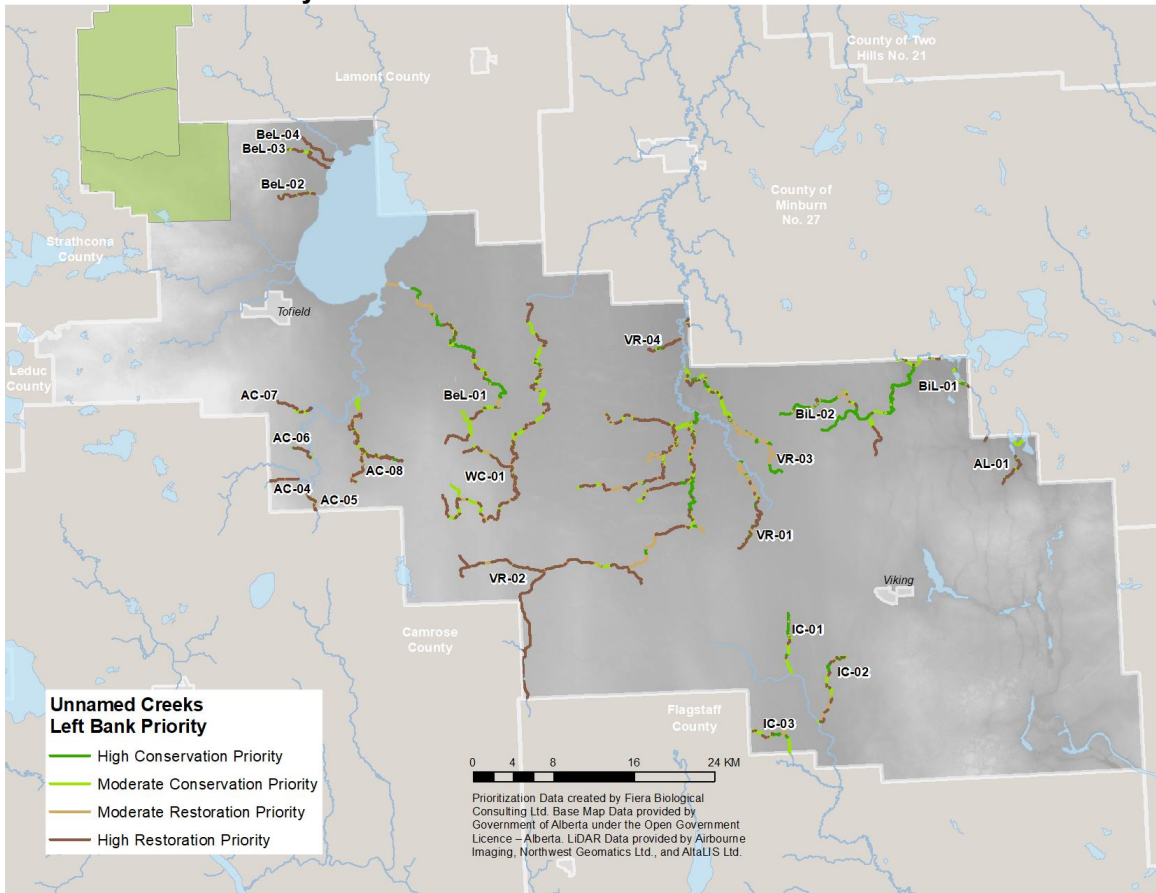 County of Two
Hills No. 21
Lamont County
BeL-04
BeL-03
BeL-02
County of
Minburn
No. 27
Strathcona
County
Tofield
VR-04
Leduc
County
BeL-01
BiL-01
AC-07
BiL-02
AC-06
VR-03
AC-08
WC-01
AL-01
AC-04
AC-05
VR-01
VR-02
Viking
IC-01
Camrose
County
IC-02
Flagstaff
County
IC-03
Unnamed Creeks
Left Bank Priority
High Conservation Priority
Moderate Conservation Priority
Moderate Restoration Priority
High Restoration Priority
0 4 8 16 24 KM
Prioritization Data created by Fiera Biological
Consulting Ltd. Base Map Data provided by
Government of Alberta under the Open Government
Licence – Alberta. LiDAR Data provided by Airbourne
Imaging, Northwest Geomatics Ltd., and AltaLIS Ltd.